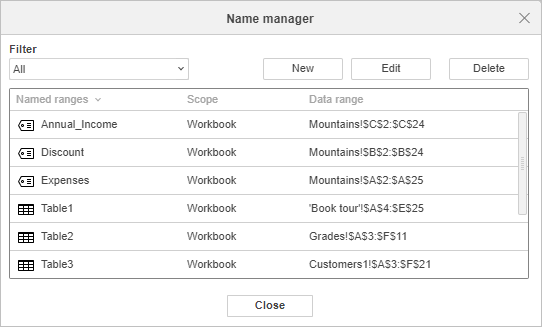 Name manager
Filter
All
New Edit Delete
Named ranges Scope Data range
Annual_Income Workbook Mountains!$C$2:$C$24
Discount Workbook Mountains!$B$2:$B$24
Expenses Workbook Mountains!$A$2:$A$25
Table1 Workbook 'Book tour'!$A$4:$E$25
Table2 Workbook Grades!$A$3:$F$11
Table3 Workbook Customers1!$A$3:$F$21
Close